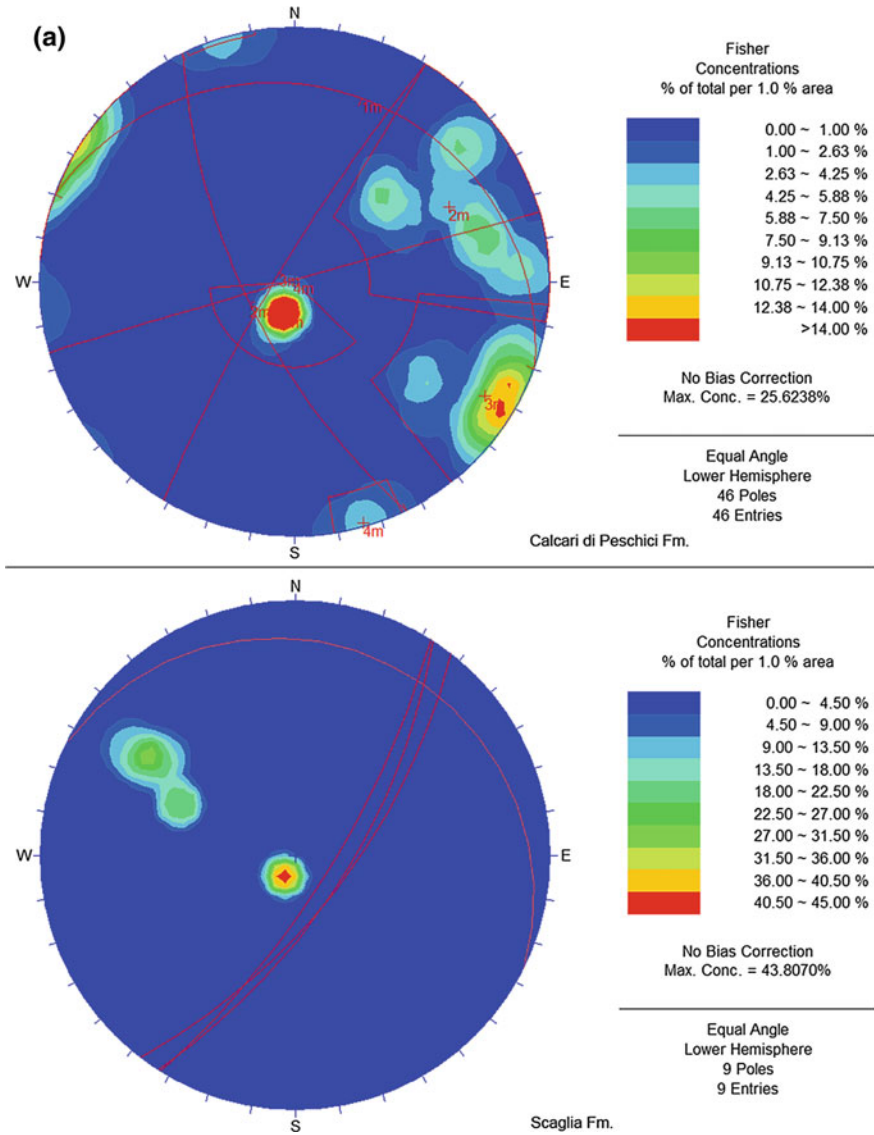 (a)
N
Fisher
Concentrations
% of total per 1.0 % area
0.00 ~ 1.00 %
1.00 ~ 2.63 %
2.63 ~ 4.25 %
4.25 ~ 5.88 %
5.88 ~ 7.50 %
7.50 ~ 9.13 %
9.13 ~ 10.75 %
10.75 ~ 12.38 %
12.38 ~ 14.00 %
>14.00 %
No Bias Correction
Max. Conc. = 25.6238%
Equal Angle
Lower Hemisphere
46 Poles
46 Entries
1m
2m
W
E
4m
3m
4m
S
Calcari di Peschici Fm.
N
Fisher
Concentrations
% of total per 1.0 % area
0.00 ~ 4.50 %
4.50 ~ 9.00 %
9.00 ~ 13.50 %
13.50 ~ 18.00 %
18.00 ~ 22.50 %
22.50 ~ 27.00 %
27.00 ~ 31.50 %
31.50 ~ 36.00 %
36.00 ~ 40.50 %
40.50 ~ 45.00 %
No Bias Correction
Max. Conc. = 43.8070%
Equal Angle
Lower Hemisphere
9 Poles
9 Entries
W
E
S
Scaglia Fm.